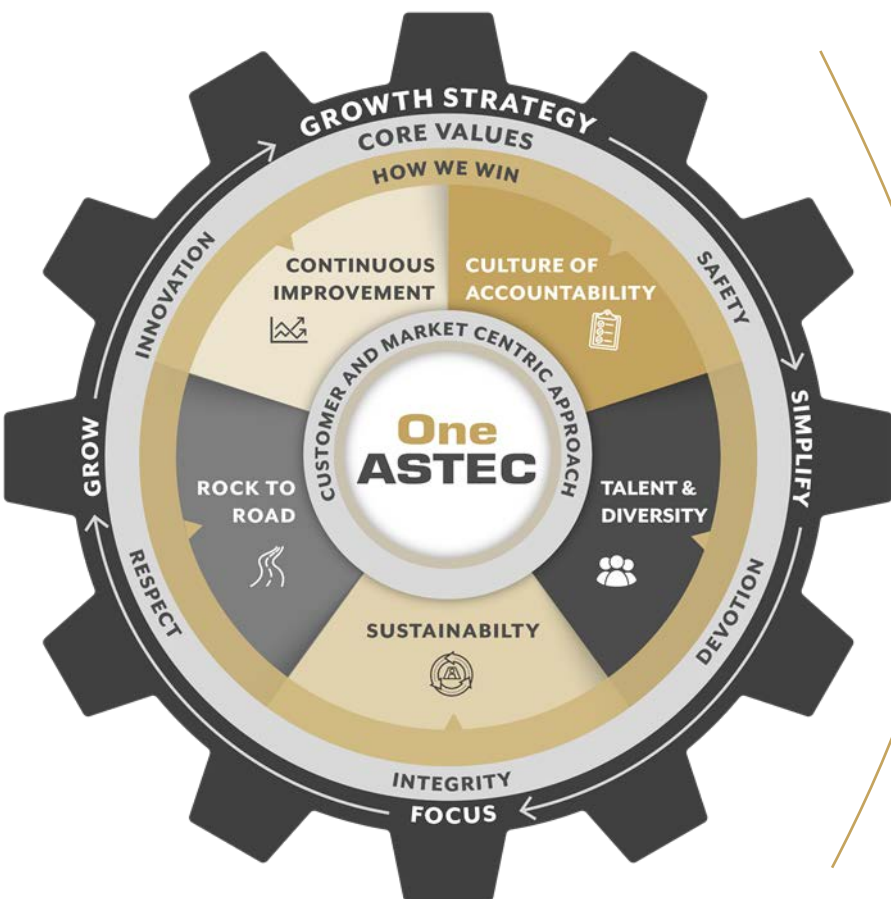 GROWTH STRATEGY
CORE VALUES
HOW WE WIN
INNOVATION
SAFETY
CONTINUOUS
IMPROVEMENT
CULTURE OF
ACCOUNTABILITY
CUSTOMER AND MARKET CENTRIC APPROACH
One
ASTEC
GROW
SIMPLIFY
ROCK TO
ROAD
TALENT &
DIVERSITY
RESPECT
DEVOTION
SUSTAINABILTY
INTEGRITY
FOCUS